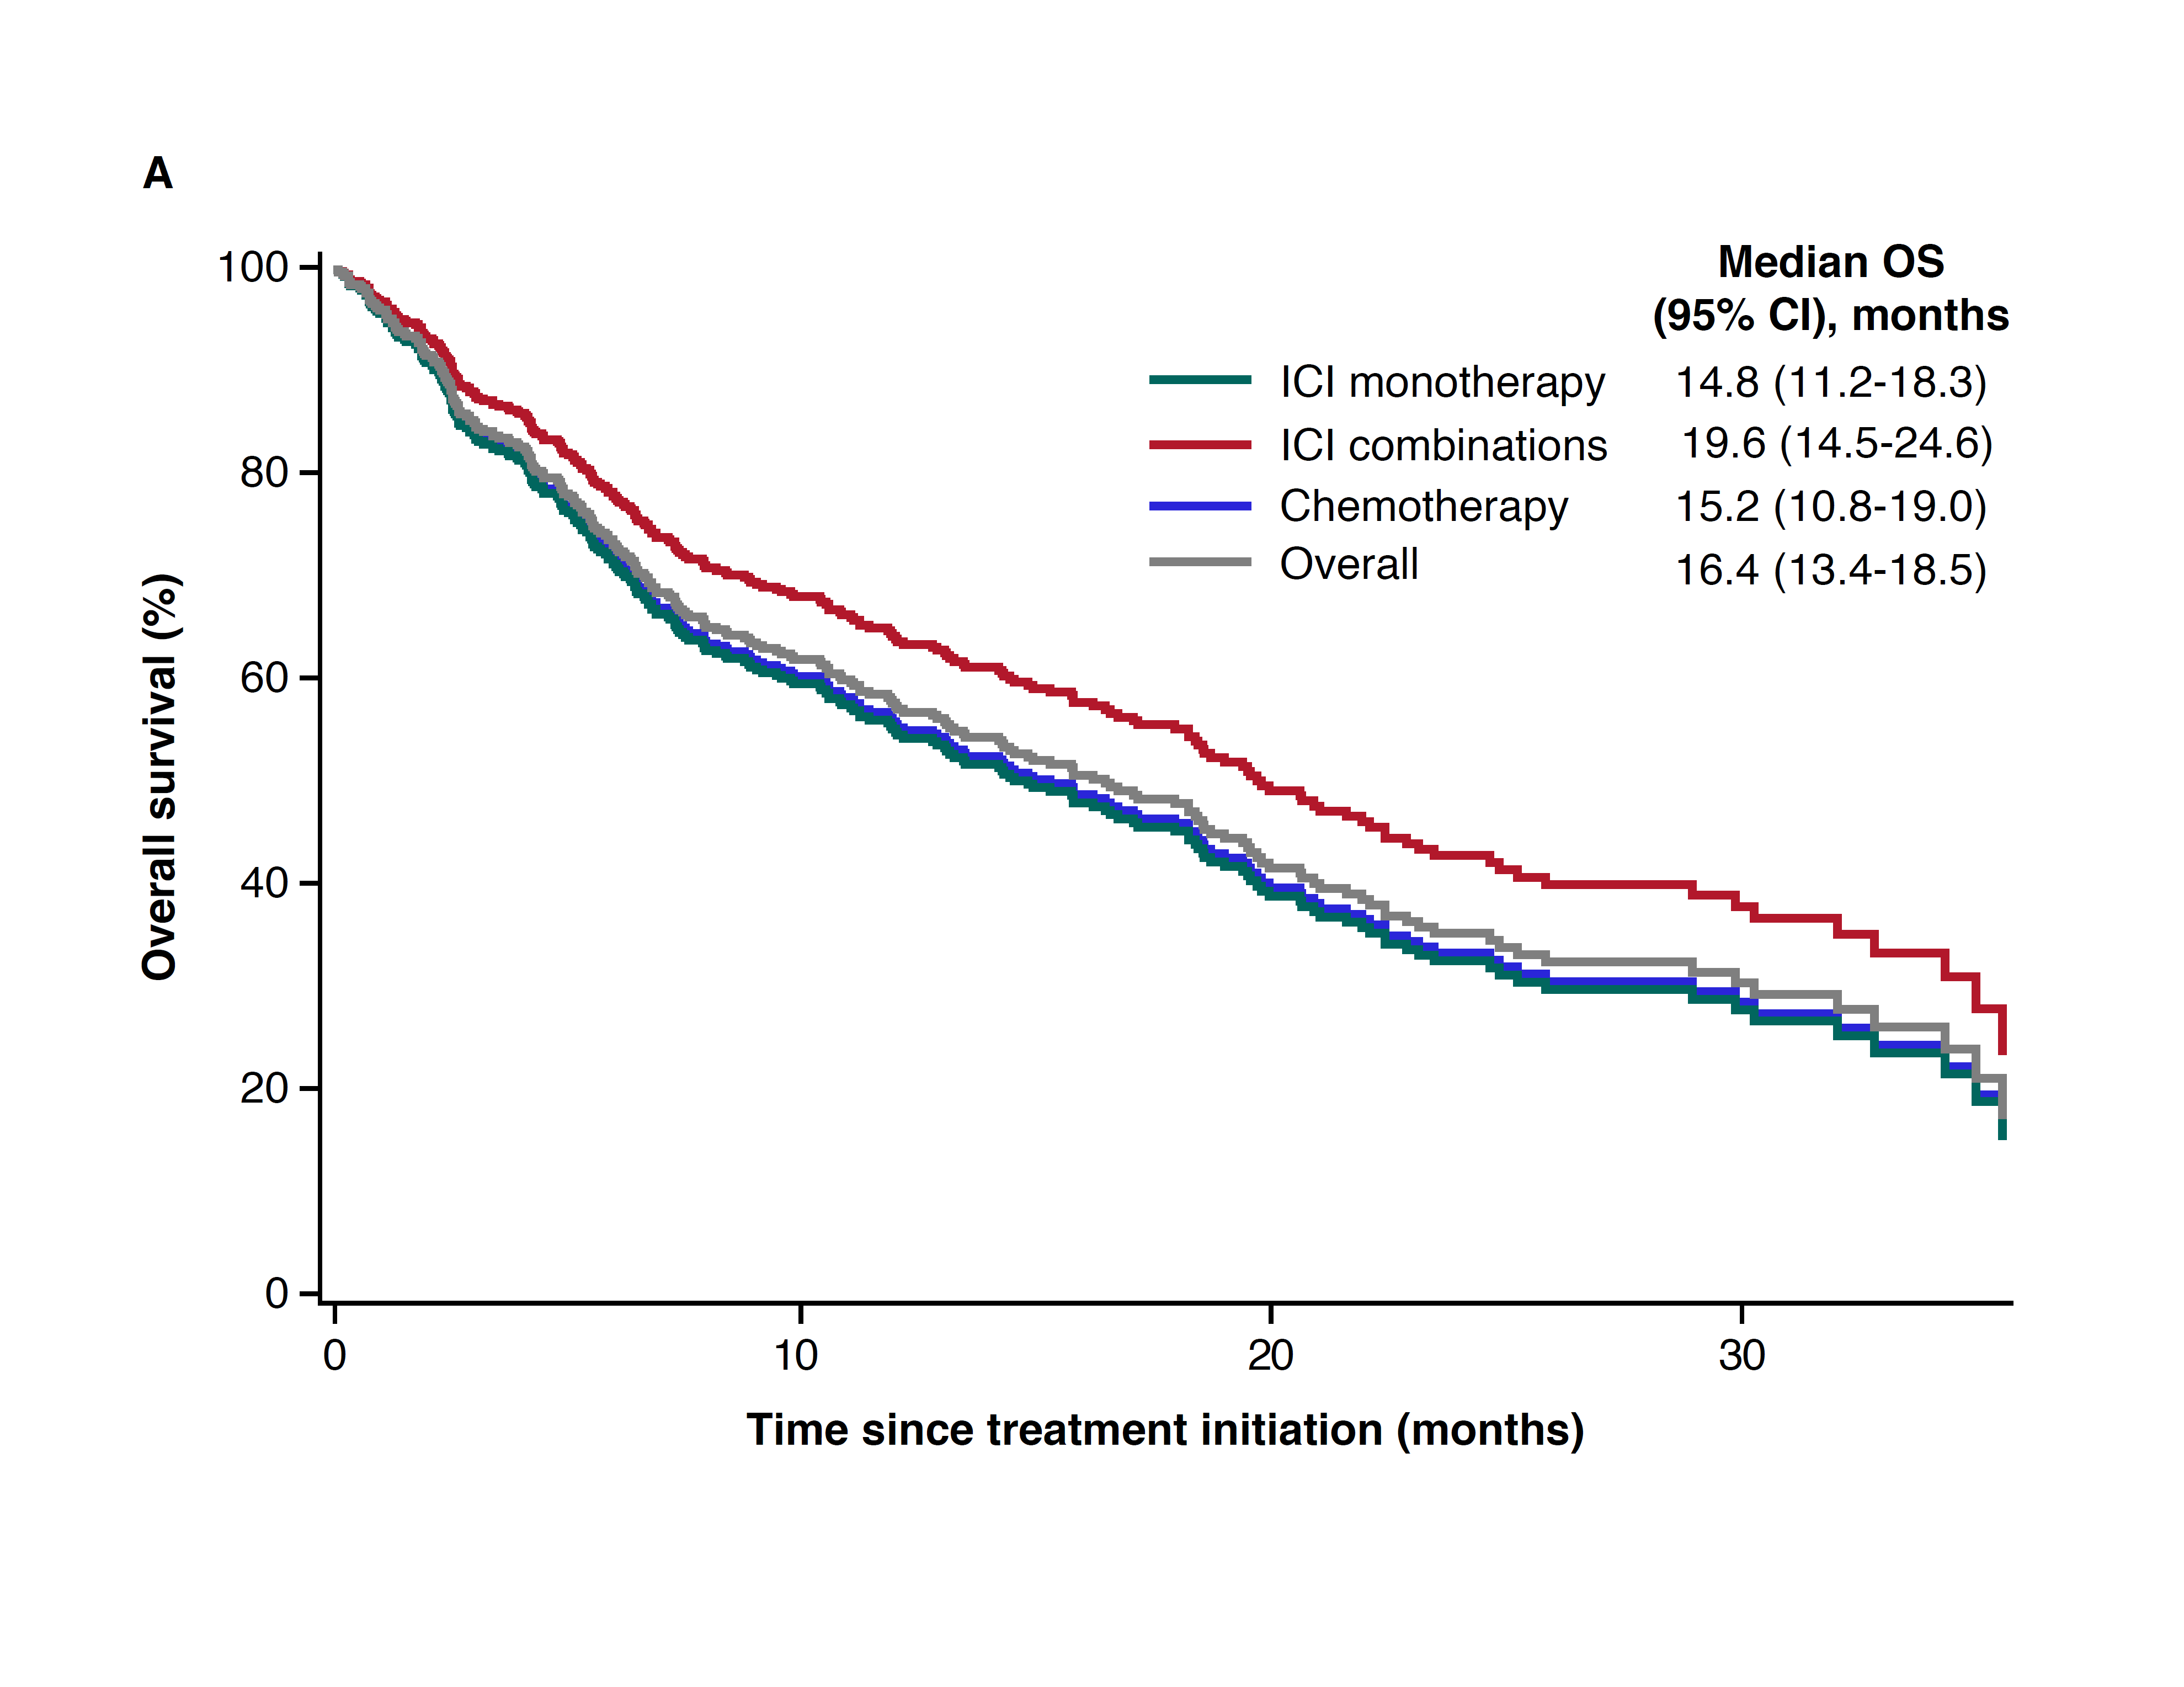 A
Median OS
(95% CI), months
ICI monotherapy 14.8 (11.2-18.3)
ICI combinations 19.6 (14.5-24.6)
Chemotherapy 15.2 (10.8-19.0)
Overall 16.4 (13.4-18.5)
Overall survival (%)
100
80
60
40
20
0
0 10 20 30
Time since treatment initiation (months)